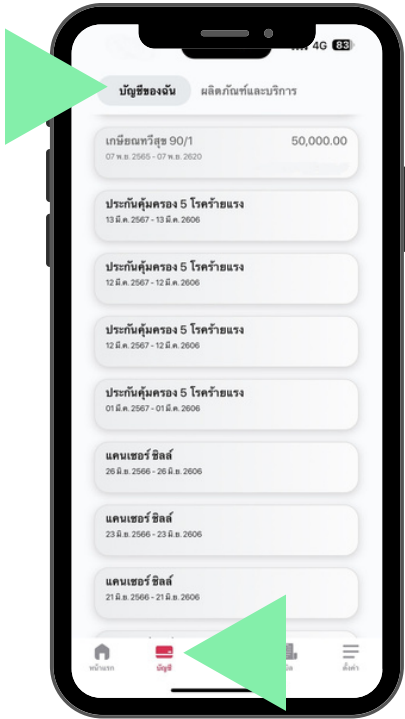 4G 83
บัญชีของฉัน ผลิตภัณฑ์และบริการ
เกษียณทวีสุข 90/1 50,000.00
07 พ.ย. 2565 - 07 พ.ย. 2620
ประกันคุ้มครอง 5 โรคร้ายแรง
13 มี.ค. 2567 - 13 มี.ค. 2606
ประกันคุ้มครอง 5 โรคร้ายแรง
12 มี.ค. 2567 - 12 มี.ค. 2606
ประกันคุ้มครอง 5 โรคร้ายแรง
12 มี.ค. 2567 - 12 มี.ค. 2606
ประกันคุ้มครอง 5 โรคร้ายแรง
01 มี.ค. 2567 - 01 มี.ค. 2606
แคนเซอร์ ชิลล์
26 มิ.ย. 2566 - 26 มิ.ย. 2606
แคนเซอร์ ชิลล์
23 มิ.ย. 2566 - 23 มิ.ย. 2606
แคนเซอร์ ชิลล์
21 มิ.ย. 2566 - 21 มิ.ย. 2606
หน้าแรก บัญชี ตั้งค่า